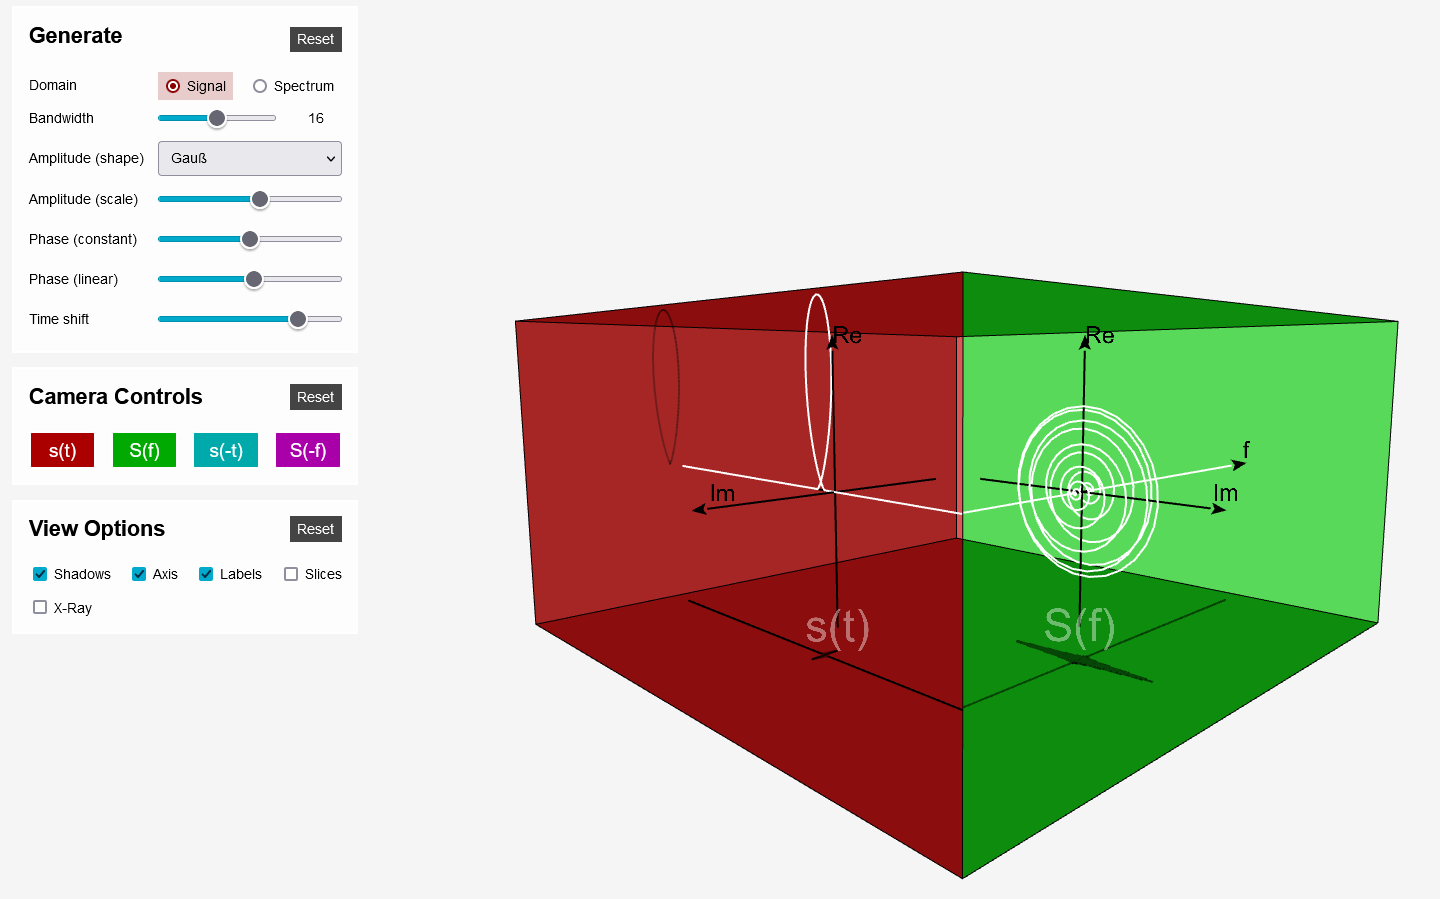 Generate
Reset
Domain
Signal
Spectrum
Bandwidth
16
Amplitude (shape)
Gauß
Amplitude (scale)
Phase (constant)
Phase (linear)
Time shift
Camera Controls
Reset
s(t)
S(f)
s(-t)
S(-f)
View Options
Reset
Shadows
Axis
Labels
Slices
X-Ray
Re
Re
f
Im
Im
s(t)
S(f)